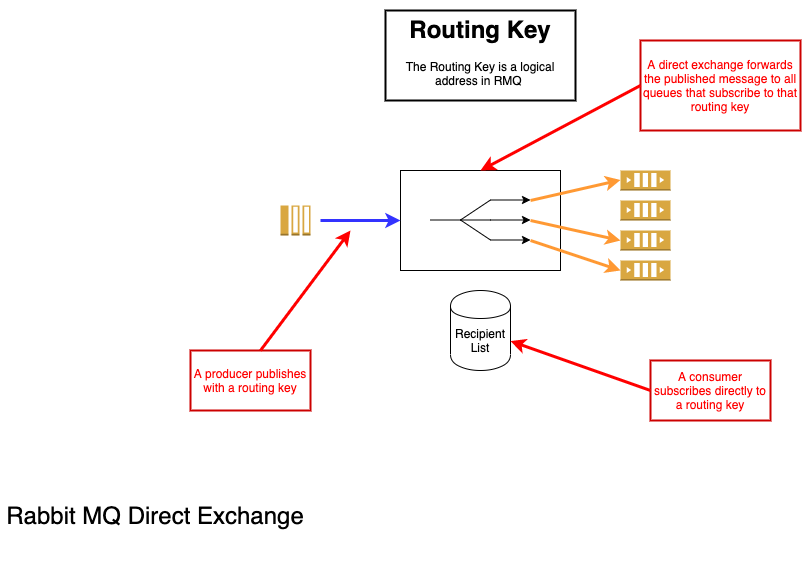 Routing Key
The Routing Key is a logical
address in RMQ
A direct exchange forwards
the published message to all
queues that subscribe to that
routing key
Recipient
List
A producer publishes
with a routing key
A consumer
subscribes directly to
a routing key
Rabbit MQ Direct Exchange